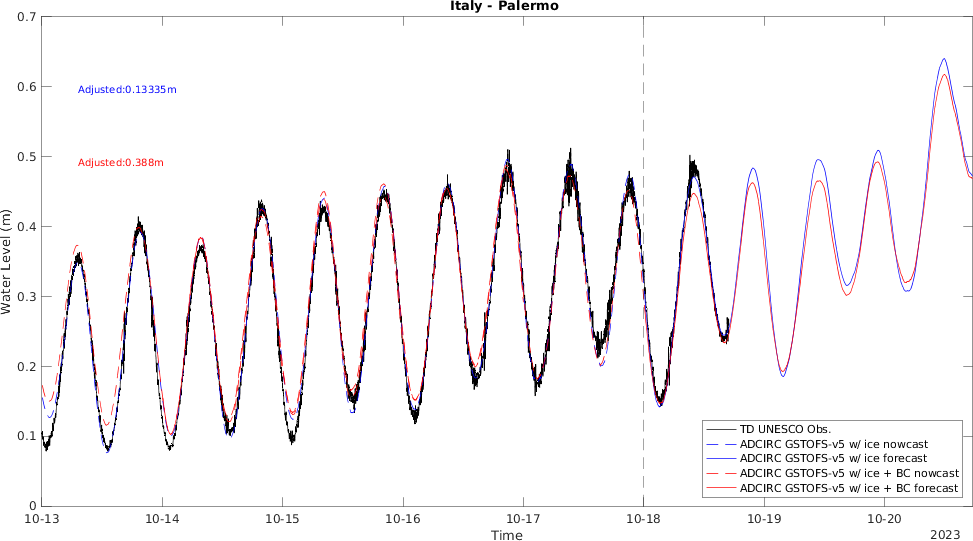 Italy - Palermo
0.7
0.6
0.5
0.4
0.3
0.2
0.1
0
Water Level (m)
Adjusted:0.13335m
Adjusted:0.388m
TD UNESCO Obs.
ADCIRC GSTOFS-v5 w/ ice nowcast
ADCIRC GSTOFS-v5 w/ ice forecast
ADCIRC GSTOFS-v5 w/ ice + BC nowcast
ADCIRC GSTOFS-v5 w/ ice + BC forecast
10-13 10-14 10-15 10-16 10-17 10-18 10-19 10-20
Time
2023